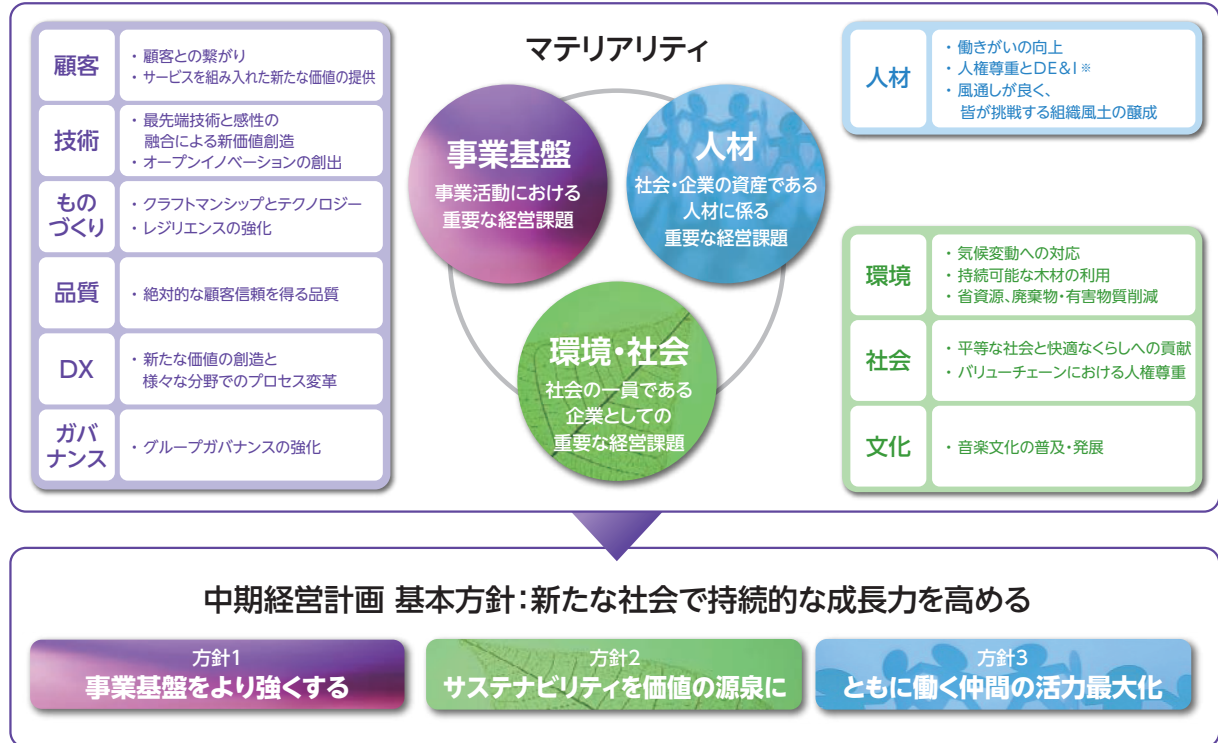 マテリアリティ
顧客
・ 顧客との繋がり
・ サービスを組み入れた新たな価値の提供
技術
・ 最先端技術と感性の
融合による新価値創造
・ オープンイノベーションの創出
もの
づくり
・ クラフトマンシップとテクノロジー
・ レジリエンスの強化
品質
・ 絶対的な顧客信頼を得る品質
DX
・ 新たな価値の創造と
様々な分野でのプロセス変革
ガバ
ナンス
・ グループガバナンスの強化
事業基盤
事業活動における
重要な経営課題
人材
社会・企業の資産である
人材に係る
重要な経営課題
環境・社会
社会の一員である
企業としての
重要な経営課題
人材
・ 働きがいの向上
・ 人権尊重とDE&I※
・ 風通しが良く、
皆が挑戦する組織風土の醸成
環境
・ 気候変動への対応
・ 持続可能な木材の利用
・ 省資源、廃棄物・有害物質削減
社会
・ 平等な社会と快適なくらしへの貢献
・ バリューチェーンにおける人権尊重
文化
・ 音楽文化の普及・発展
中期経営計画 基本方針：新たな社会で持続的な成長力を高める
方針1
事業基盤をより強くする
方針2
サステナビリティを価値の源泉に
方針3
ともに働く仲間の活力最大化